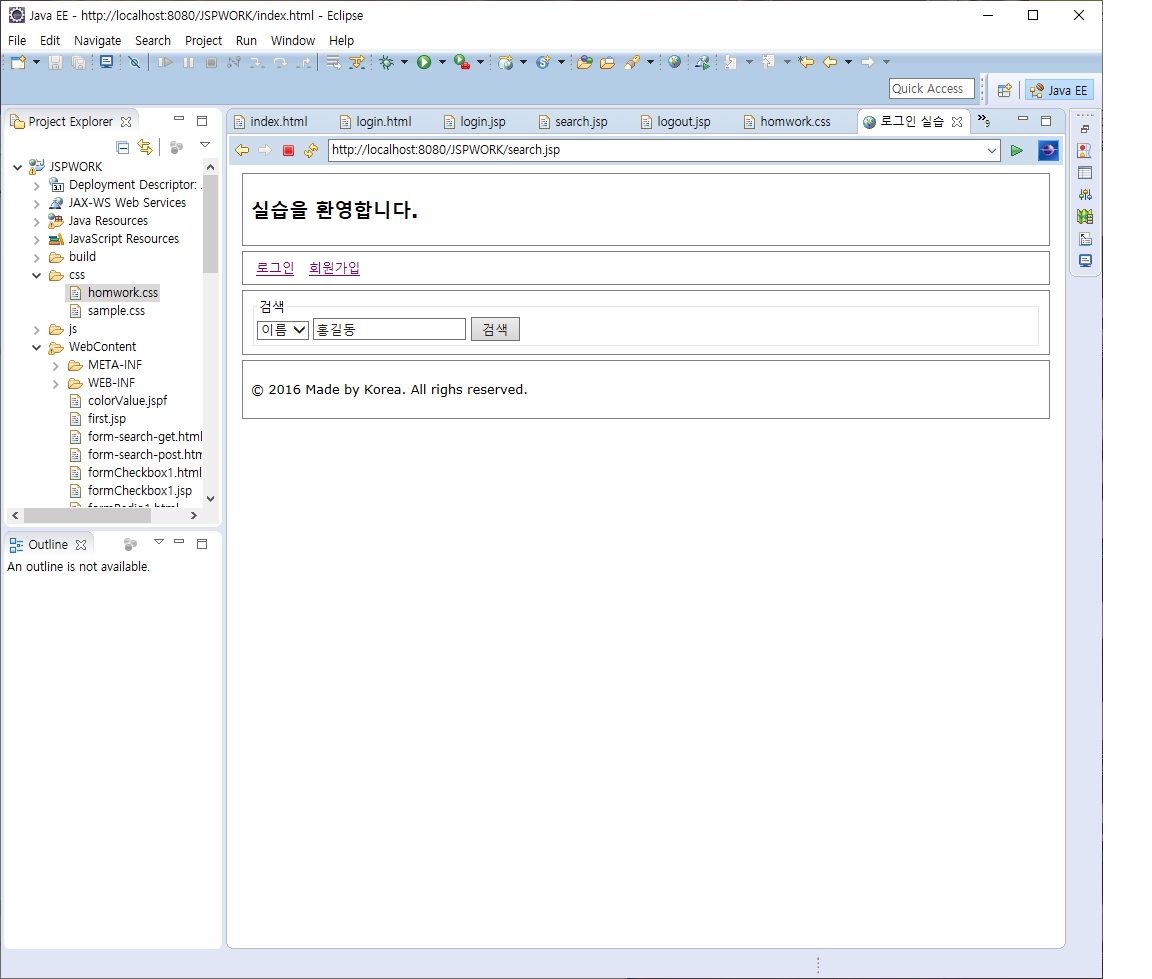 Java EE - http://localhost:8080/JSPWORK/index.html - Eclipse
File Edit Navigate Search Project Run Window Help
Quick Access
Java EE
Project Explorer
JSPWORK
Deployment Descriptor: .
JAX-WS Web Services
Java Resources
JavaScript Resources
build
css
homwork.css
sample.css
js
WebContent
META-INF
WEB-INF
colorValue.jspf
first.jsp
form-search-get.html
form-search-post.htm
formCheckbox1.html
formCheckbox1.jsp
formRadio1.html
Outline
An outline is not available.
index.html login.html login.jsp search.jsp logout.jsp homwork.css 로그인 실습 »9
http://localhost:8080/JSPWORK/search.jsp
실습을 환영합니다.
로그인 회원가입
검색
이름 홍길동 검색
© 2016 Made by Korea. All righs reserved.